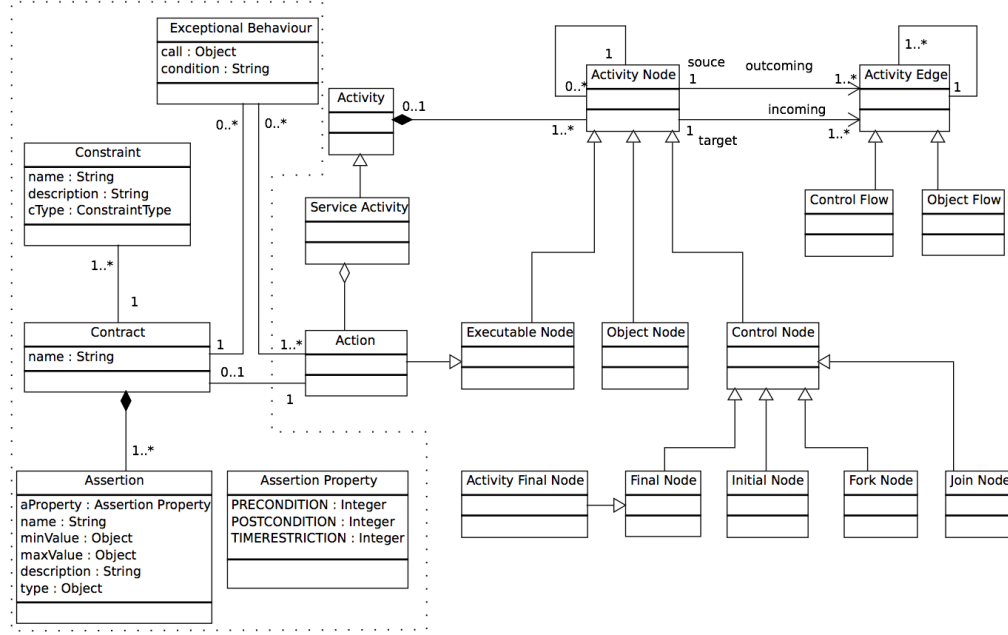 Exceptional Behaviour
call : Object
condition : String
0..*
0..*
Activity
0..1
1..*
1
0..*
Activity Node
souce
1
outcoming
1..*
incoming
1
target
1..*
1..*
Activity Edge
1
Constraint
name : String
description : String
cType : ConstraintType
1..*
1
Service Activity
Control Flow
Object Flow
Contract
name : String
1
0..1
1..*
1
Action
Executable Node
Object Node
Control Node
1..*
Assertion
aProperty : Assertion Property
name : String
minValue : Object
maxValue : Object
description : String
type : Object
Assertion Property
PRECONDITION : Integer
POSTCONDITION : Integer
TIMERESTRICTION : Integer
Activity Final Node
Final Node
Initial Node
Fork Node
Join Node